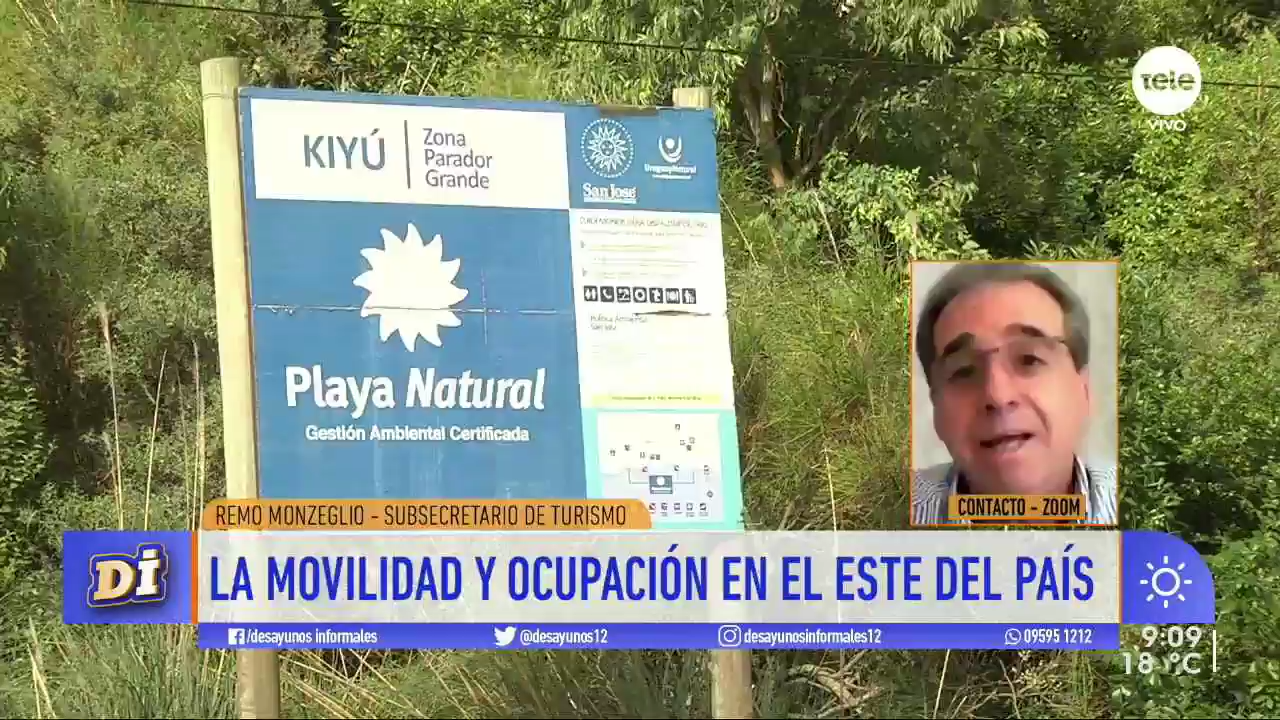 KIYÚ
Zona
Parador
Grande
San José
Uruguay Natural
Playa Natural
Gestión Ambiental Certificada
Tele
VIVO
CONTACTO - ZOOM
REMO MONZEGLIO - SUBSECRETARIO DE TURISMO
Di
LA MOVILIDAD Y OCUPACIÓN EN EL ESTE DEL PAÍS
/desayunos informales
@desayunos12
desayunosinformales12
09595 1212
9:09
18 °C